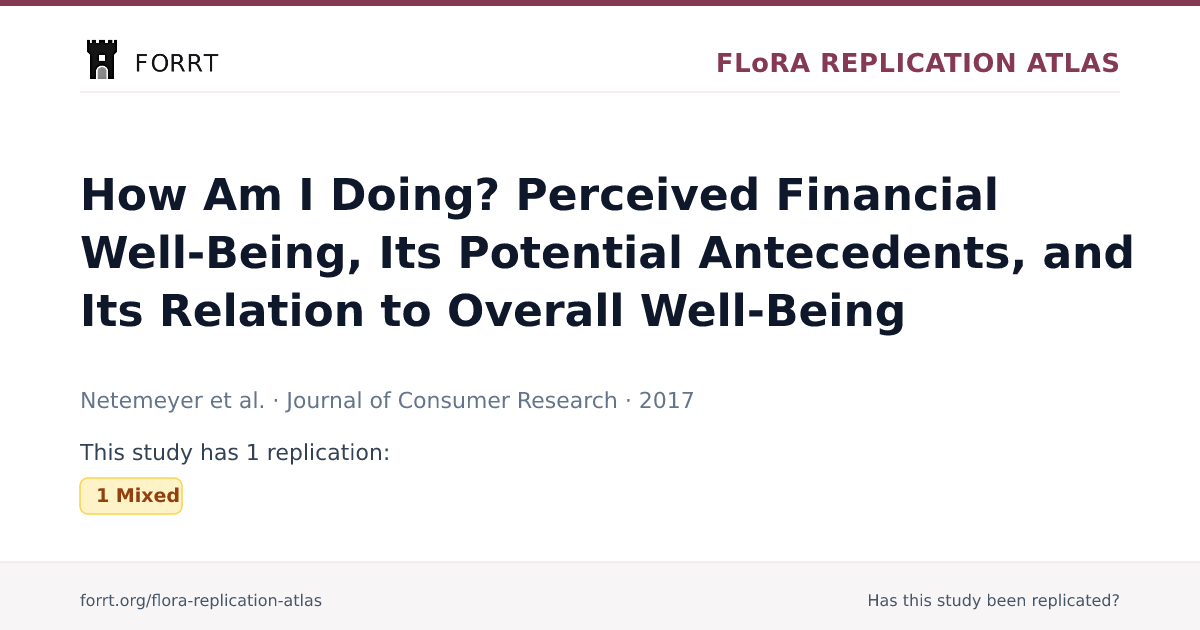 FORRT
FLoRA REPLICATION ATLAS
How Am I Doing? Perceived Financial
Well-Being, Its Potential Antecedents, and
Its Relation to Overall Well-Being
Netemeyer et al. · Journal of Consumer Research · 2017
This study has 1 replication:
1 Mixed
forrt.org/flora-replication-atlas
Has this study been replicated?